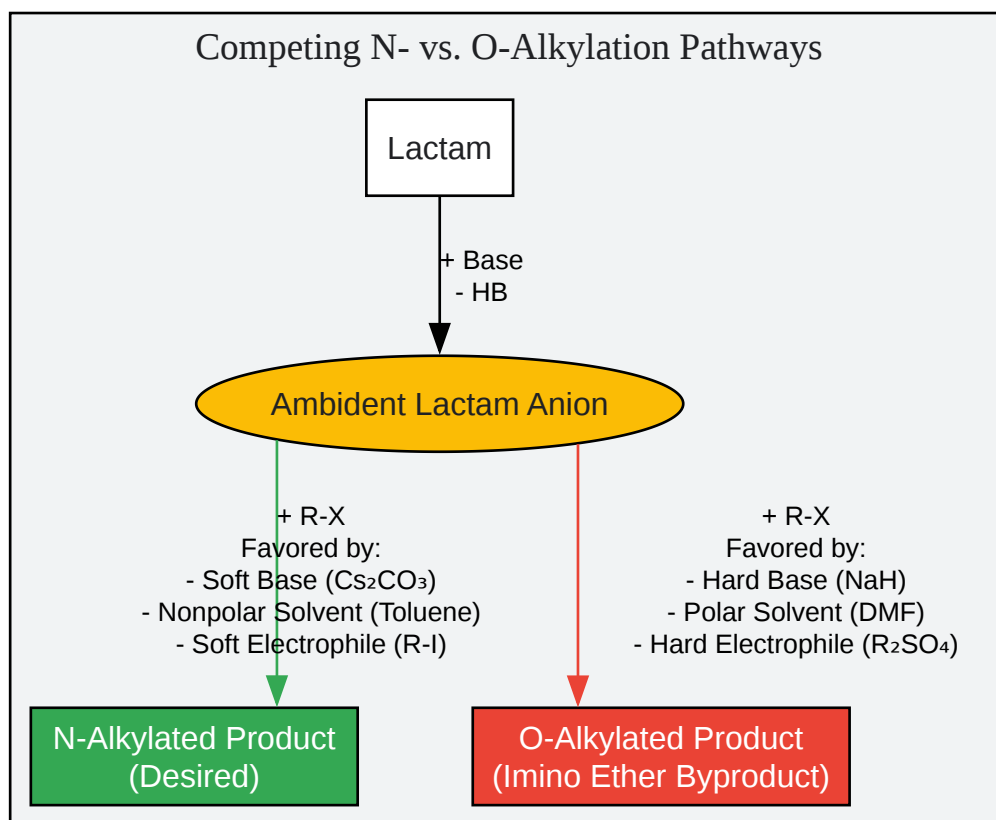 Competing N- vs. O-Alkylation Pathways
Lactam
+ Base
- HB
Ambident Lactam Anion
+ R-X
Favored by:
- Soft Base (Cs₂CO₃)
- Nonpolar Solvent (Toluene)
- Soft Electrophile (R-I)
+ R-X
Favored by:
- Hard Base (NaH)
- Polar Solvent (DMF)
- Hard Electrophile (R₂SO₄)
N-Alkylated Product
(Desired)
O-Alkylated Product
(Imino Ether Byproduct)